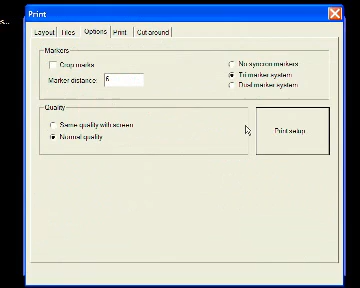 s...
Print
Layout Tiles Options Print Cut around
Markers
Crop marks
No syncron markers
Marker distance: 6
Tri marker system
Dual marker system
Quality
Same quality with screen
Normal quality
Print setup